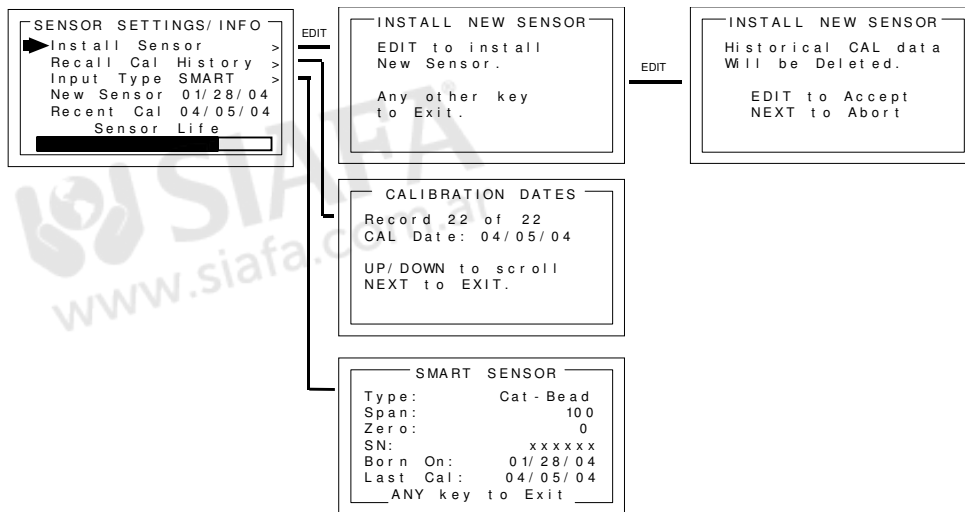 SENSOR SETTINGS/INFO
Install Sensor >
Recall Cal History >
Input Type SMART >
New Sensor 01/28/04
Recent Cal 04/05/04
Sensor Life
EDIT
INSTALL NEW SENSOR
EDIT to install
New Sensor.
Any other key
to Exit.
EDIT
INSTALL NEW SENSOR
Historical CAL data
Will be Deleted.
EDIT to Accept
NEXT to Abort
CALIBRATION DATES
Record 22 of 22
CAL Date: 04/05/04
UP/DOWN to scroll
NEXT to EXIT.
SMART SENSOR
Type: Cat-Bead
Span: 100
Zero: 0
SN: xxxxxx
Born On: 01/28/04
Last Cal: 04/05/04
ANY key to Exit
SIAFA
www.siafa.com.ar